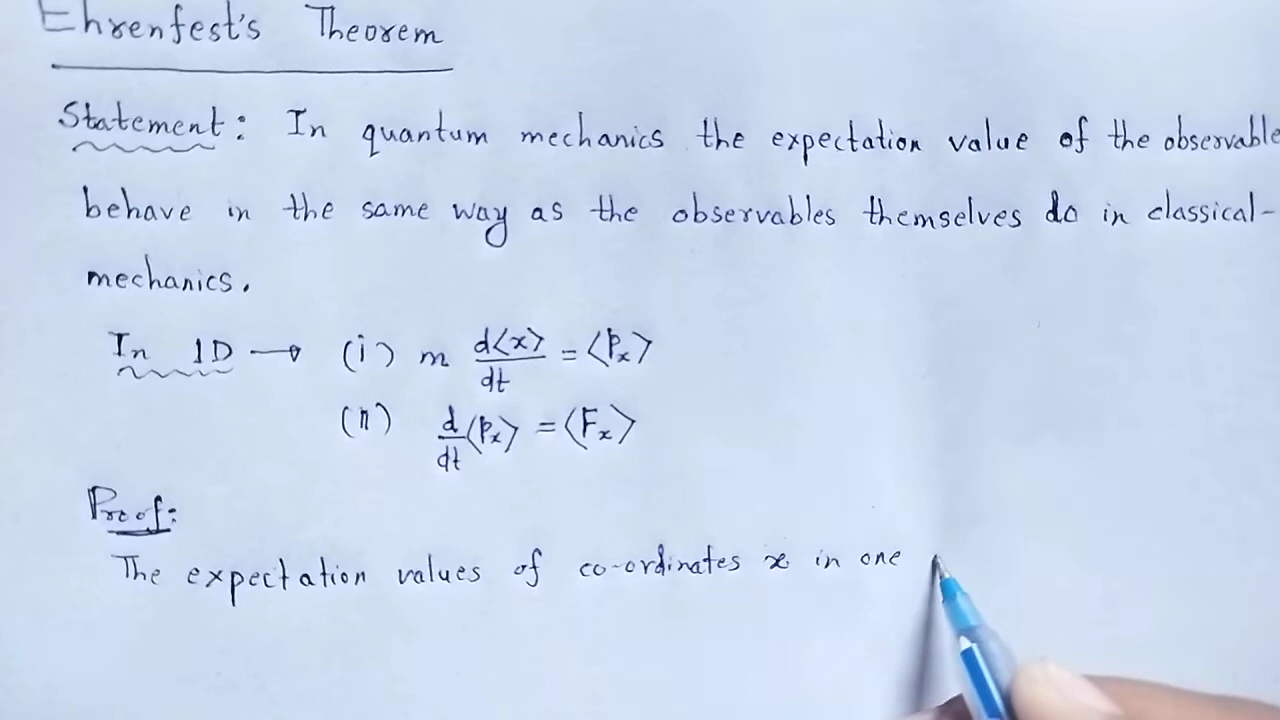 Ehrenfest's Theorem
Statement: In quantum mechanics the expectation value of the observable
behave in the same way as the observables themselves do in classical-
mechanics.
In 1D → (i) m d⟨x⟩/dt = ⟨Px⟩
(II) d/dt ⟨Px⟩ = ⟨Fx⟩
Proof:
The expectation values of co-ordinates x in one